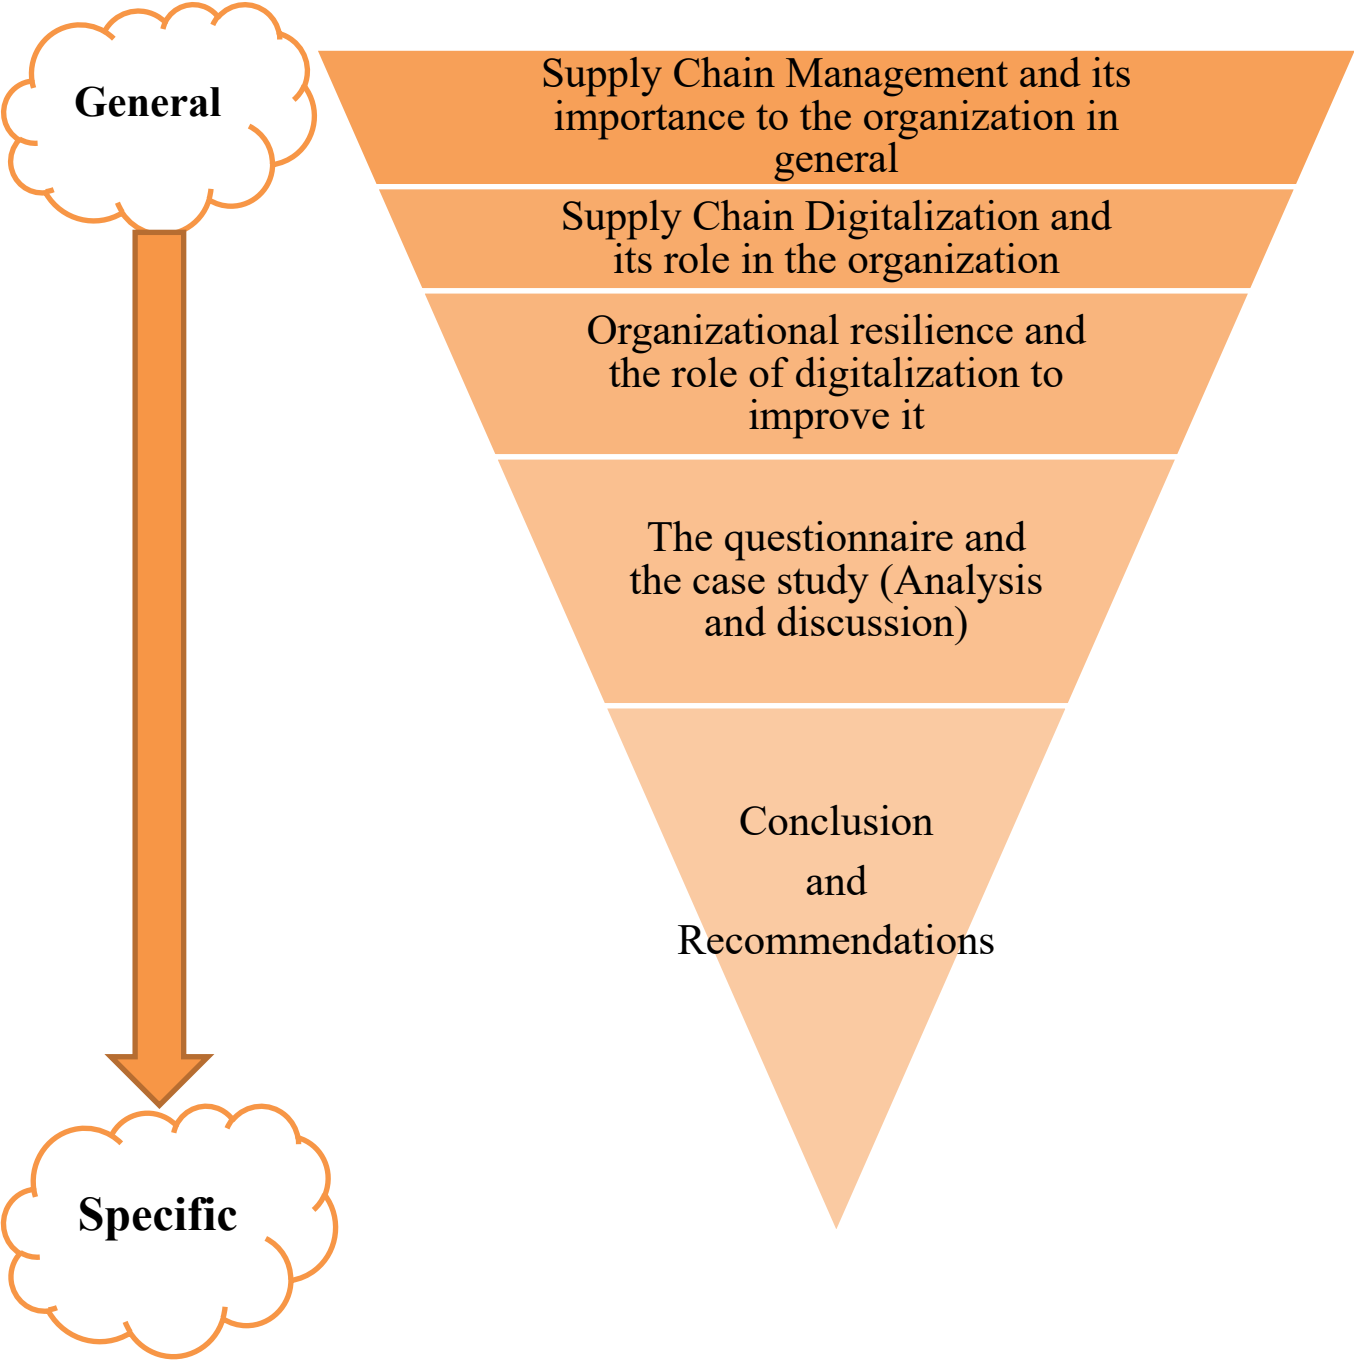 General
Supply Chain Management and its
importance to the organization in
general
Supply Chain Digitalization and
its role in the organization
Organizational resilience and
the role of digitalization to
improve it
The questionnaire and
the case study (Analysis
and discussion)
Conclusion
and
Recommendations
Specific